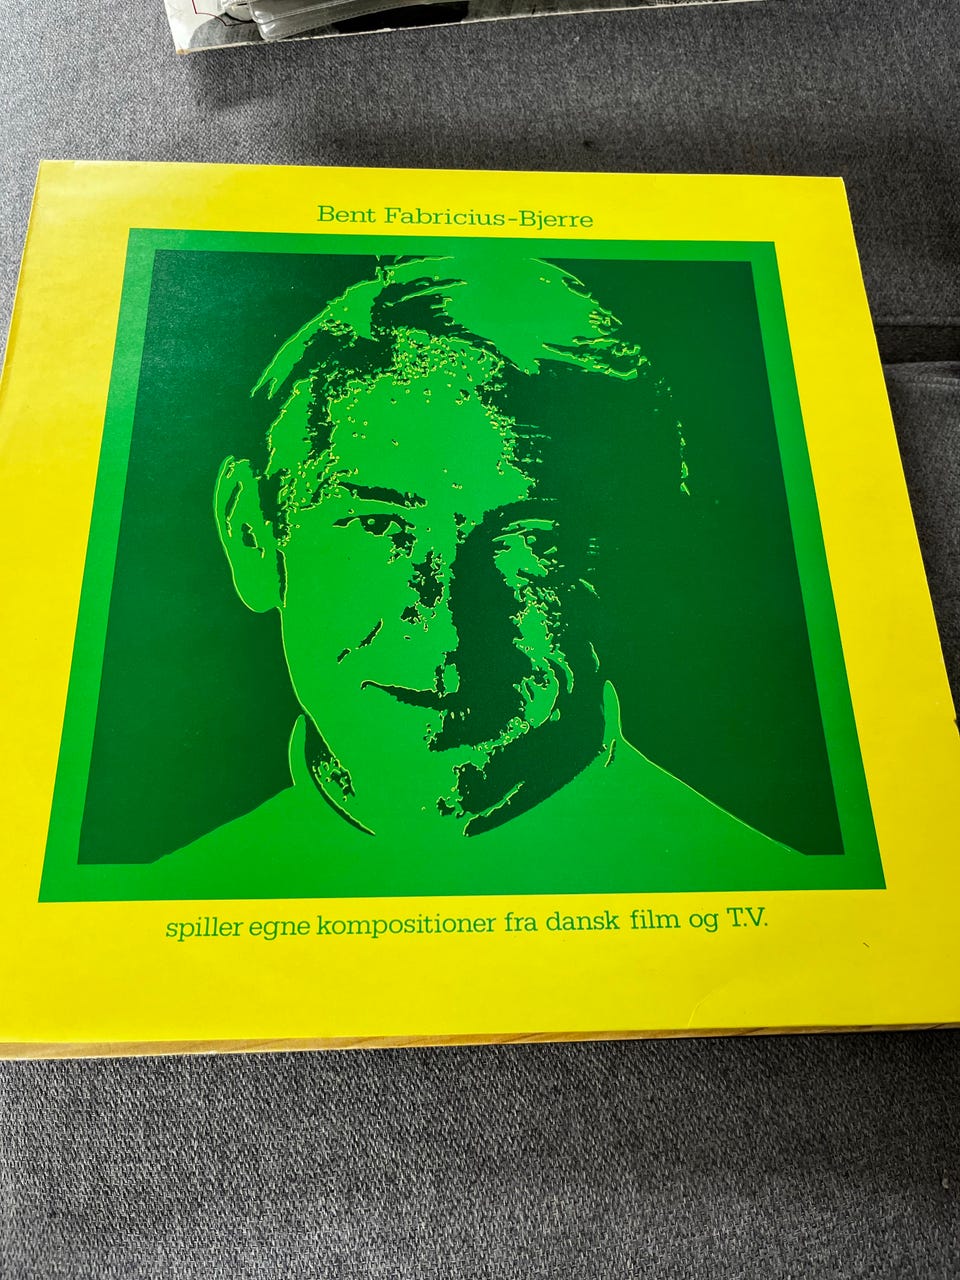 Bent Fabricius-Bjerre
spiller egne kompositioner fra dansk film og T.V.